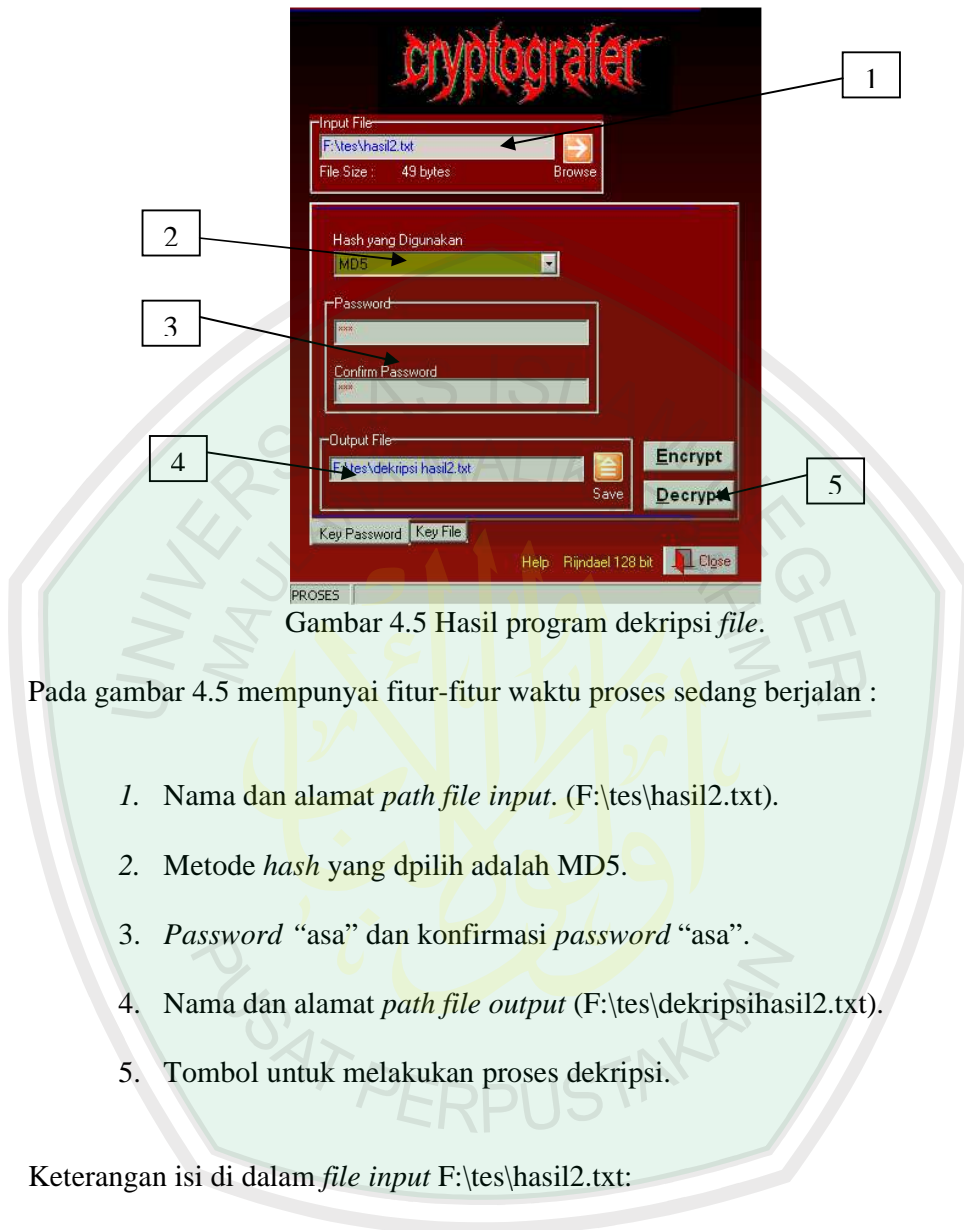 cryptografer
1
Input File
F:\tes\hasil2.txt
File Size : 49 bytes
Browse
2
Hash yang Digunakan
MD5
3
Password
***
Confirm Password
***
4
Output File
F:\tes\dekripsi hasil2.txt
Save
Encrypt
Decrypt
5
Key Password Key File
Help Rijndael 128 bit Close
PROSES
Gambar 4.5 Hasil program dekripsi file.
Pada gambar 4.5 mempunyai fitur-fitur waktu proses sedang berjalan :
1. Nama dan alamat path file input. (F:\tes\hasil2.txt).
2. Metode hash yang dpilih adalah MD5.
3. Password “asa” dan konfirmasi password “asa”.
4. Nama dan alamat path file output (F:\tes\dekripsihasil2.txt).
5. Tombol untuk melakukan proses dekripsi.
Keterangan isi di dalam file input F:\tes\hasil2.txt:
PUSAT PERPUSTAKAAN